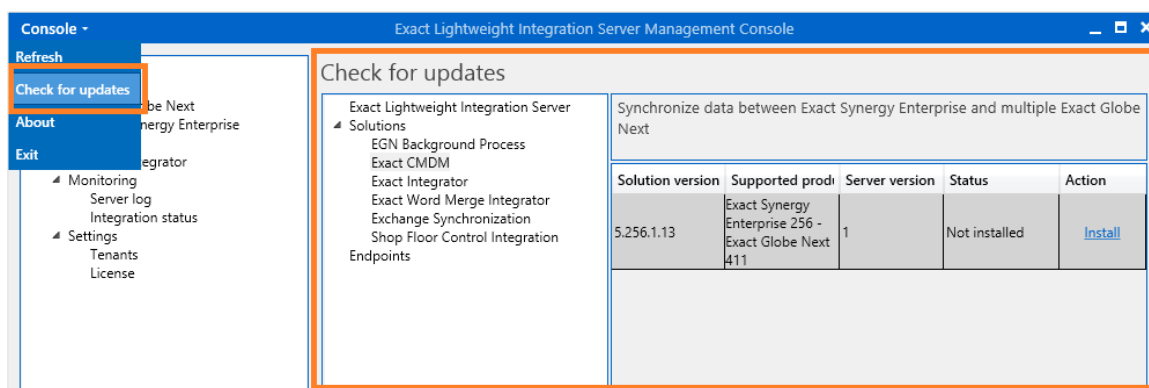 Console
Exact Lightweight Integration Server Management Console
Refresh
Check for updates
About
Exit
be Next
nergy Enterprise
egrator
Monitoring
Server log
Integration status
Settings
Tenants
License
Check for updates
Exact Lightweight Integration Server
Solutions
EGN Background Process
Exact CMDM
Exact Integrator
Exact Word Merge Integrator
Exchange Synchronization
Shop Floor Control Integration
Endpoints
Synchronize data between Exact Synergy Enterprise and multiple Exact Globe
Next
Solution version Supported produ Server version Status Action
Exact Synergy
Enterprise 256 -
5.256.1.13 Exact Globe Next 1 Not installed Install
411